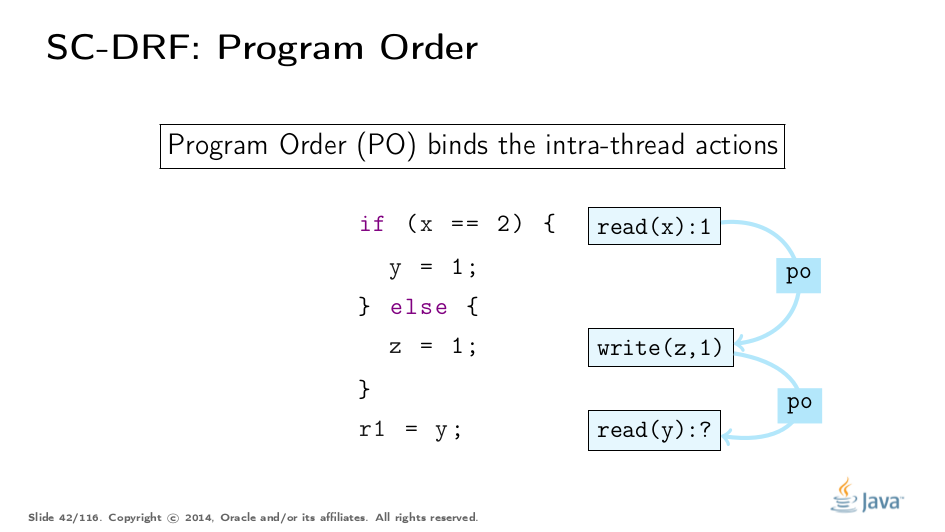 SC-DRF: Program Order
Program Order (PO) binds the intra-thread actions
if (x == 2) { read(x):1
y = 1; po
} else {
z = 1; write(z,1)
}
po
r1 = y; read(y):?
Java
Slide 42/116. Copyright © 2014, Oracle and/or its affiliates. All rights reserved.